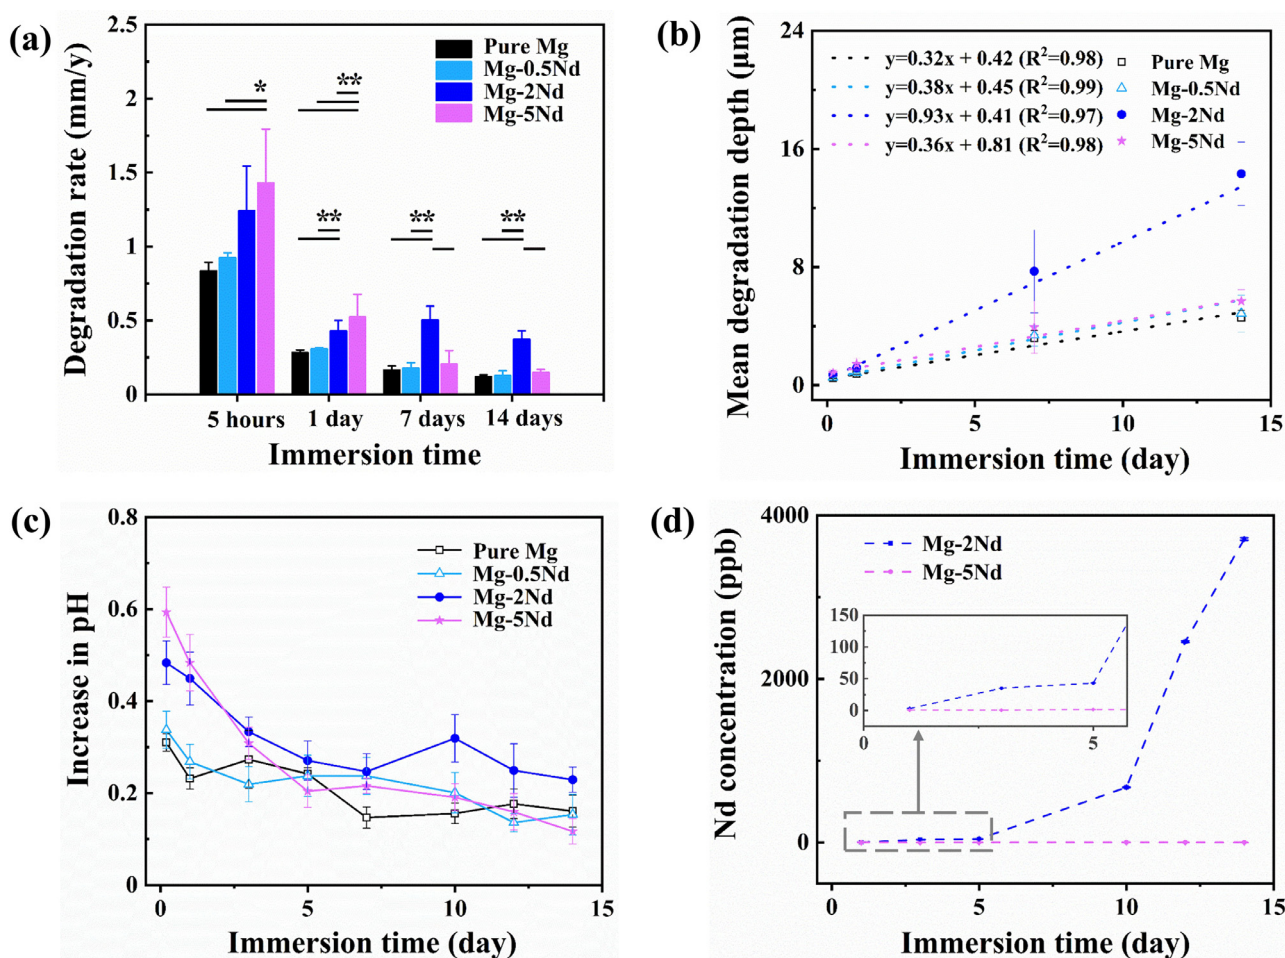 (a)
Degradation rate (mm/y)
2.5
2
1.5
1
0.5
0
Pure Mg
Mg-0.5Nd
Mg-2Nd
Mg-5Nd
*
**
**
**
**
5 hours 1 day 7 days 14 days
Immersion time
(b)
Mean degradation depth (μm)
24
16
8
0
y=0.32x + 0.42 (R²=0.98)
y=0.38x + 0.45 (R²=0.99)
y=0.93x + 0.41 (R²=0.97)
y=0.36x + 0.81 (R²=0.98)
Pure Mg
Mg-0.5Nd
Mg-2Nd
Mg-5Nd
0 5 10 15
Immersion time (day)
(c)
Increase in pH
0.8
0.6
0.4
0.2
0
Pure Mg
Mg-0.5Nd
Mg-2Nd
Mg-5Nd
0 5 10 15
Immersion time (day)
(d)
Nd concentration (ppb)
4000
2000
0
Mg-2Nd
Mg-5Nd
150
100
50
0
0 5
0 5 10 15
Immersion time (day)